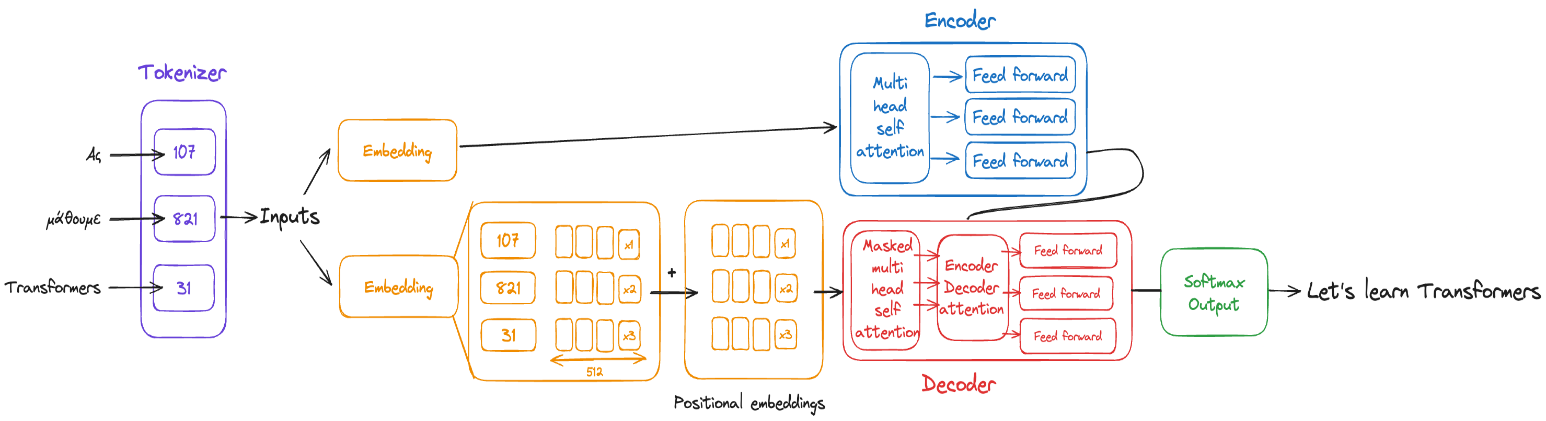 Tokenizer
Ας
107
μάθουμε
821
Transformers
31
Inputs
Embedding
Embedding
107
x1
821
x2
31
x3
512
+
x1
x2
x3
Positional embeddings
Encoder
Multi
head
self
attention
Feed forward
Feed forward
Feed forward
Masked
multi
head
self
attention
Encoder
Decoder
attention
Feed forward
Feed forward
Feed forward
Decoder
Softmax
Output
Let's learn Transformers